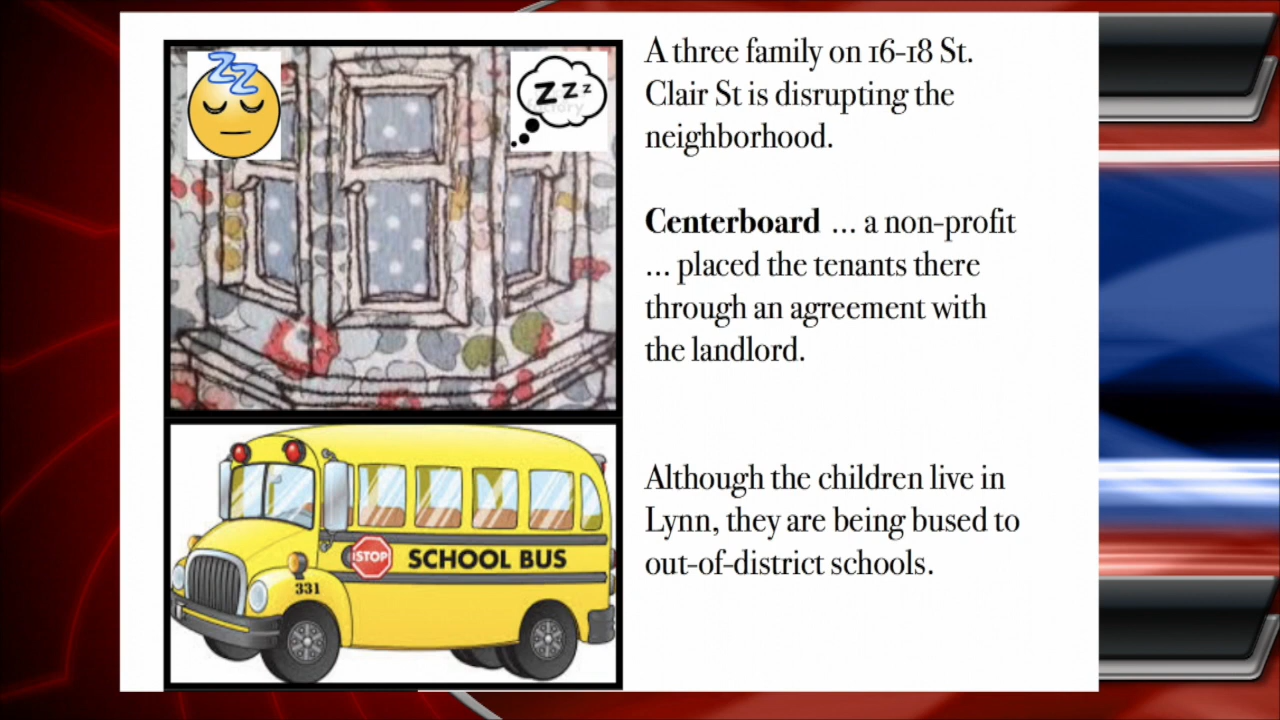 A three family on 16-18 St.
Clair St is disrupting the
neighborhood.
Centerboard … a non-profit
… placed the tenants there
through an agreement with
the landlord.
Although the children live in
Lynn, they are being bused to
out-of-district schools.
ZZ
ZZZ
STOP
SCHOOL BUS
331